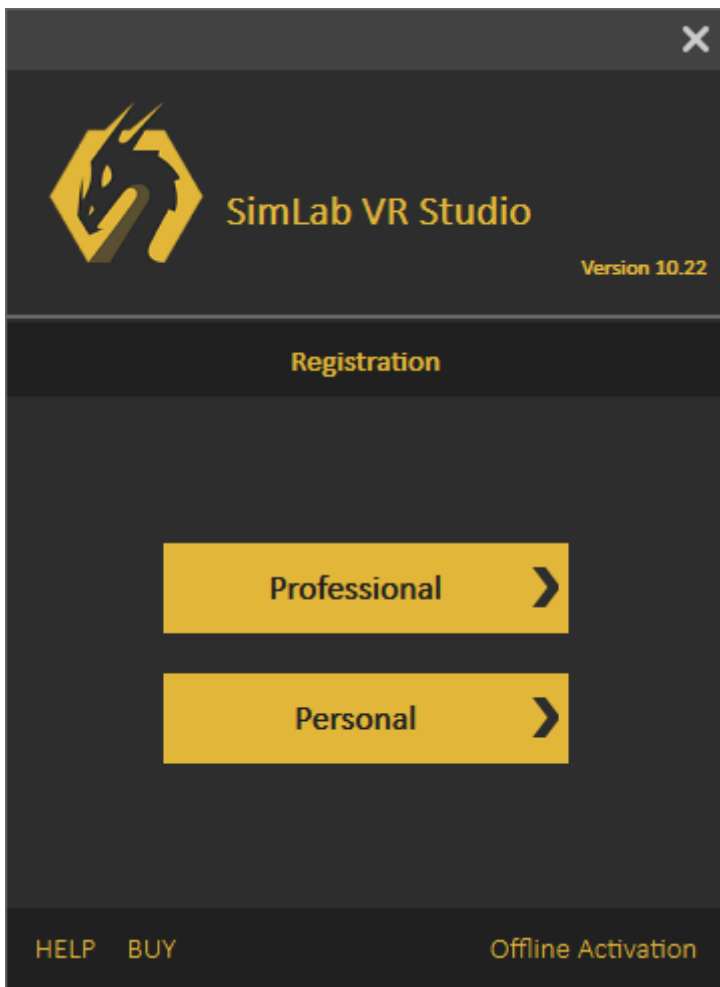 SimLab VR Studio
Version 10.22
Registration
Professional
Personal
HELP BUY Offline Activation